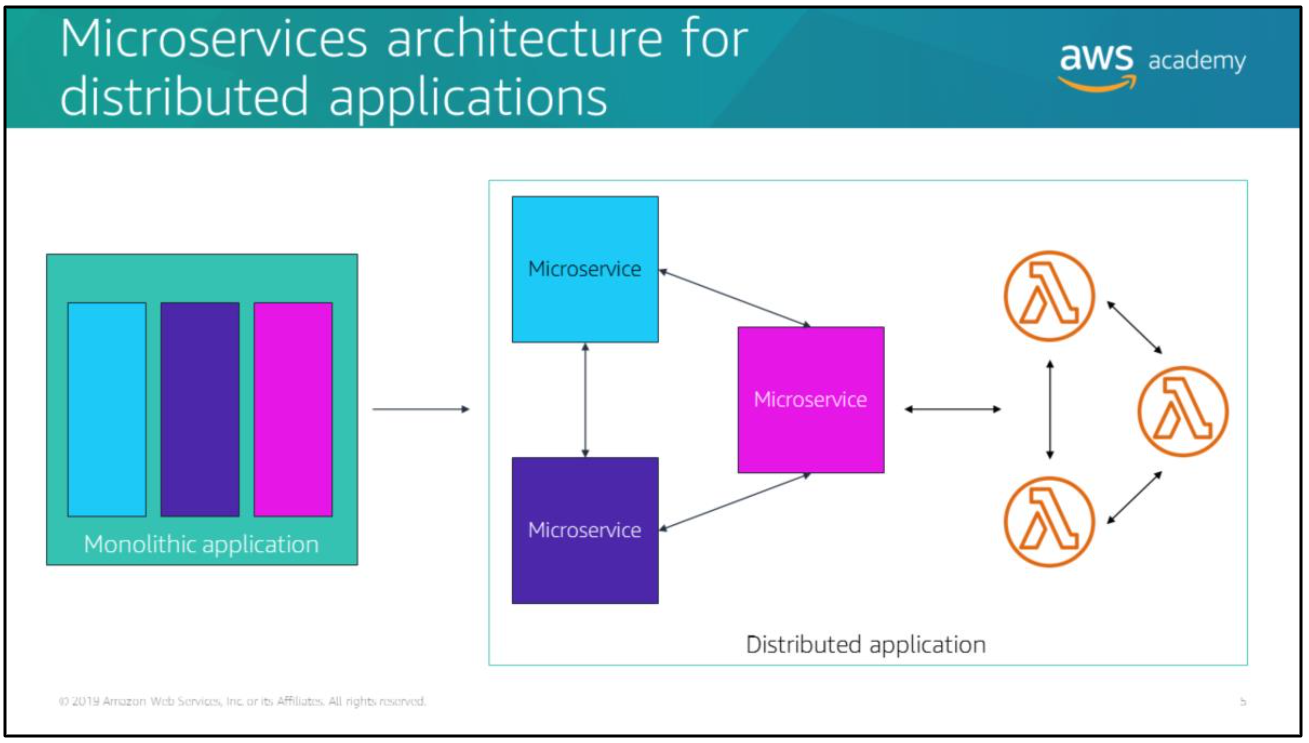 Microservices architecture for
distributed applications
aws academy
Microservice
Microservice
Microservice
Monolithic application
Distributed application
© 2019 Amazon Web Services, Inc. or its Affiliates. All rights reserved.
5